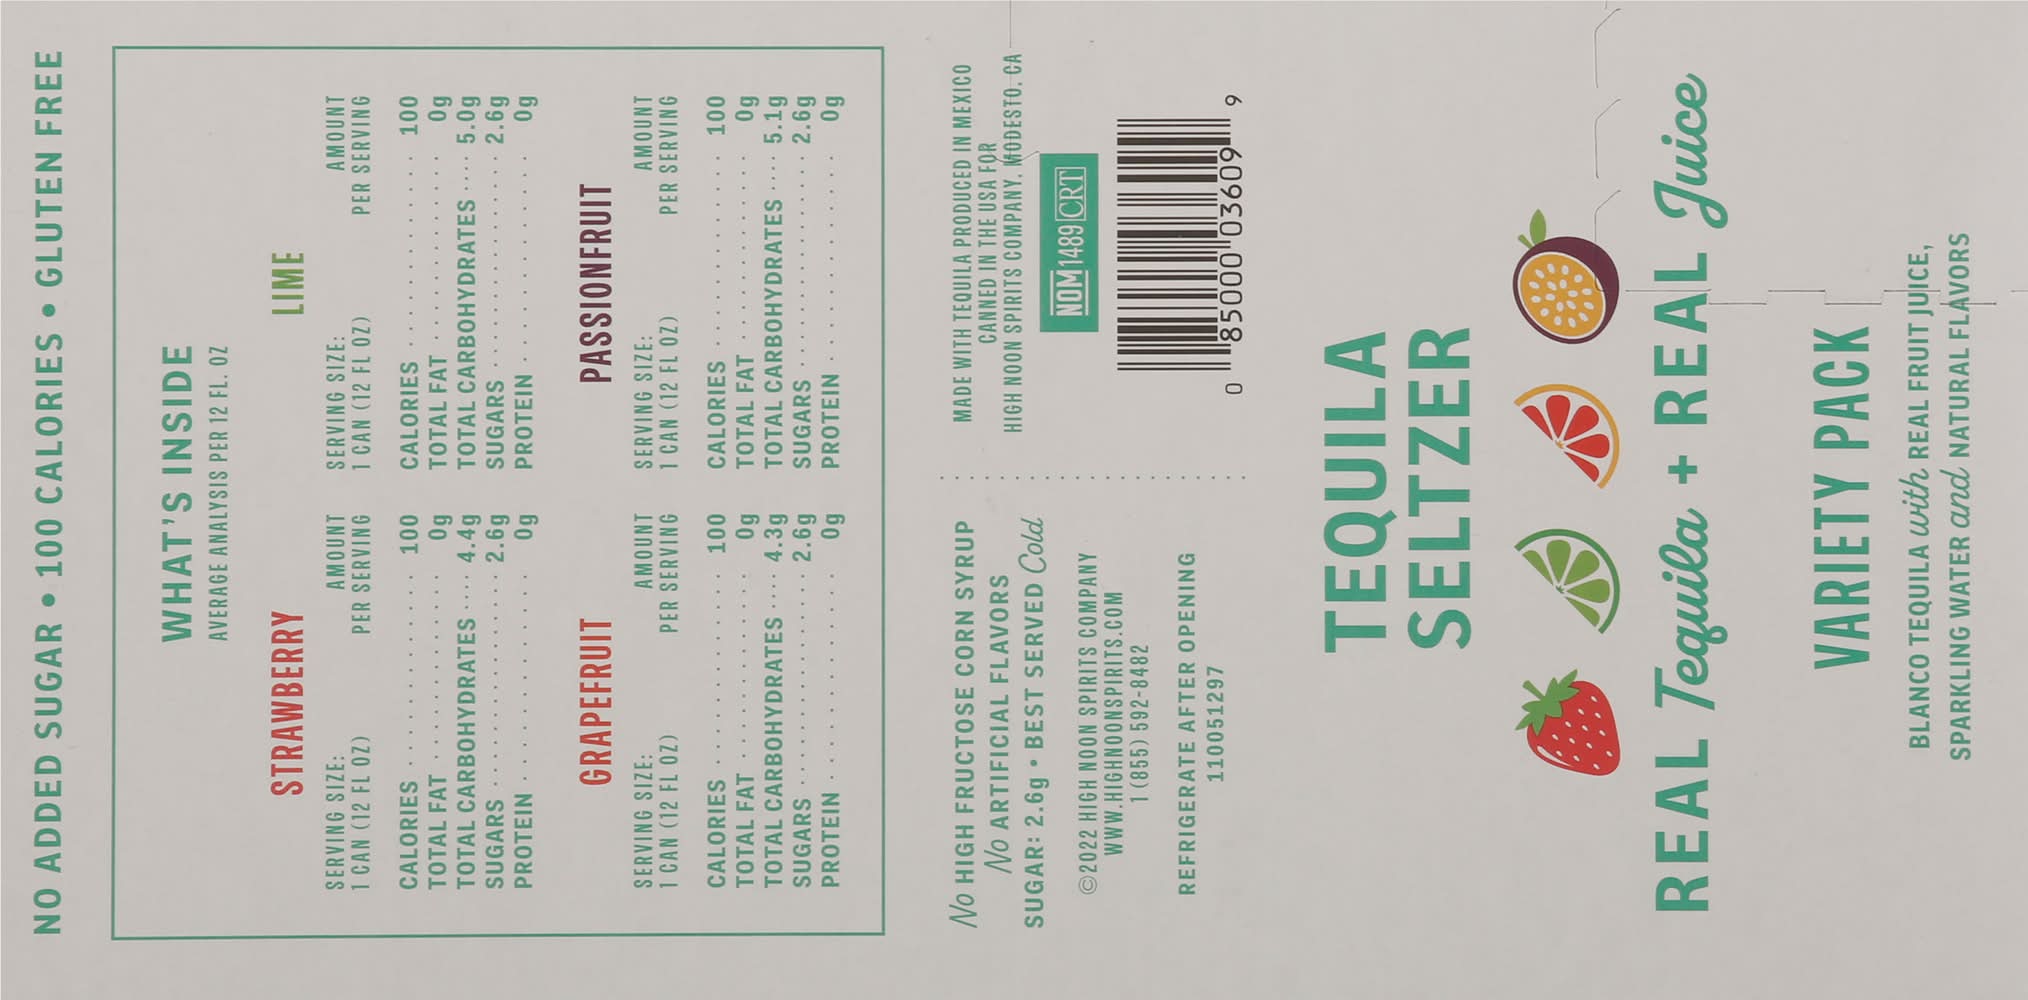 NO ADDED SUGAR • 100 CALORIES • GLUTEN FREE
WHAT'S INSIDE
AVERAGE ANALYSIS PER 12 FL. OZ
STRAWBERRY
SERVING SIZE: AMOUNT
1 CAN (12 FL OZ) PER SERVING
CALORIES 100
TOTAL FAT 0g
TOTAL CARBOHYDRATES 4.4g
SUGARS 2.6g
PROTEIN 0g
LIME
SERVING SIZE: AMOUNT
1 CAN (12 FL OZ) PER SERVING
CALORIES 100
TOTAL FAT 0g
TOTAL CARBOHYDRATES 5.0g
SUGARS 2.6g
PROTEIN 0g
GRAPEFRUIT
SERVING SIZE: AMOUNT
1 CAN (12 FL OZ) PER SERVING
CALORIES 100
TOTAL FAT 0g
TOTAL CARBOHYDRATES 4.3g
SUGARS 2.6g
PROTEIN 0g
PASSIONFRUIT
SERVING SIZE: AMOUNT
1 CAN (12 FL OZ) PER SERVING
CALORIES 100
TOTAL FAT 0g
TOTAL CARBOHYDRATES 5.1g
SUGARS 2.6g
PROTEIN 0g
No HIGH FRUCTOSE CORN SYRUP
No ARTIFICIAL FLAVORS
SUGAR: 2.6g • BEST SERVED Cold
©2022 HIGH NOON SPIRITS COMPANY
WWW.HIGHNOONSPIRITS.COM
1 (855) 592-8482
REFRIGERATE AFTER OPENING
110051297
MADE WITH TEQUILA PRODUCED IN MEXICO
CANNED IN THE USA FOR
HIGH NOON SPIRITS COMPANY, MODESTO, CA
NOM 1489 CRT
0 85000 03609 9
TEQUILA
SELTZER
REAL Tequila + REAL Juice
VARIETY PACK
BLANCO TEQUILA with REAL FRUIT JUICE,
SPARKLING WATER and NATURAL FLAVORS